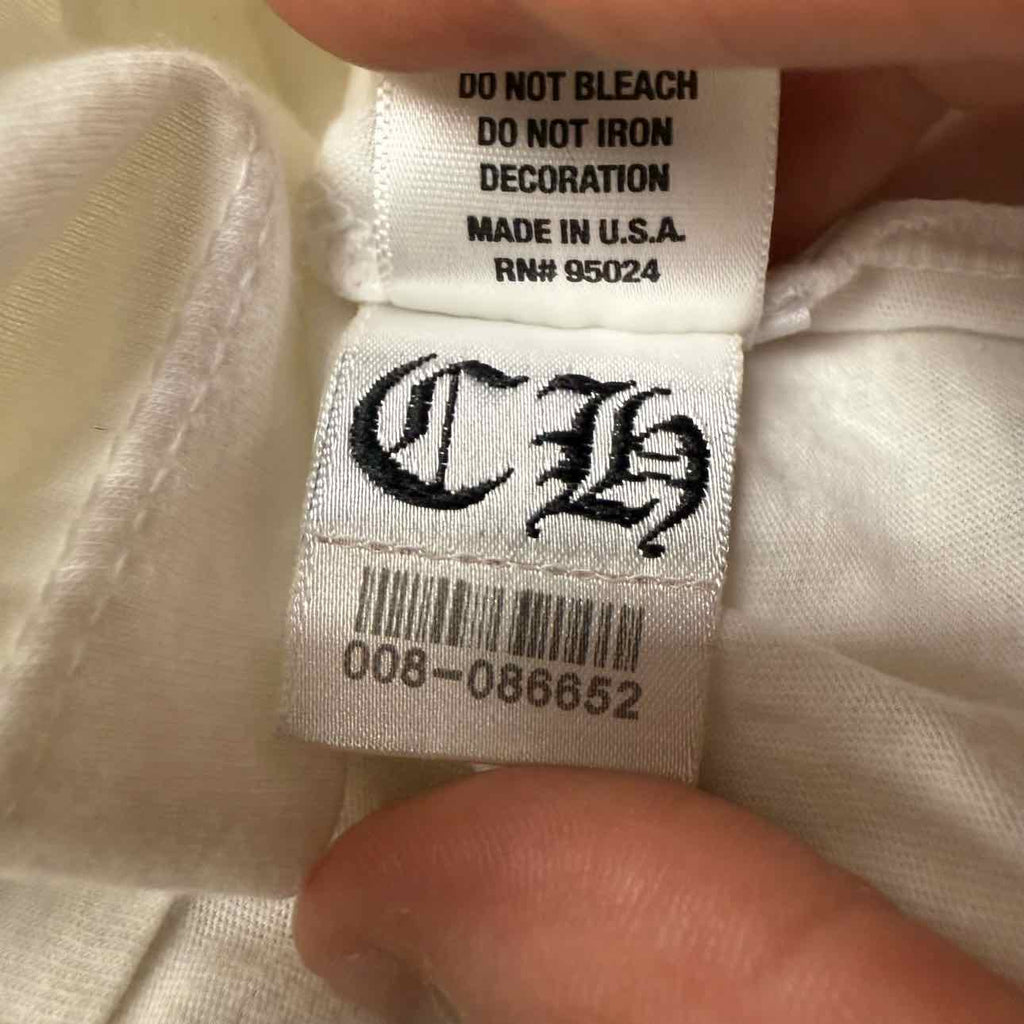 DO NOT BLEACH
DO NOT IRON
DECORATION
MADE IN U.S.A.
RN# 95024
CH
008-086652